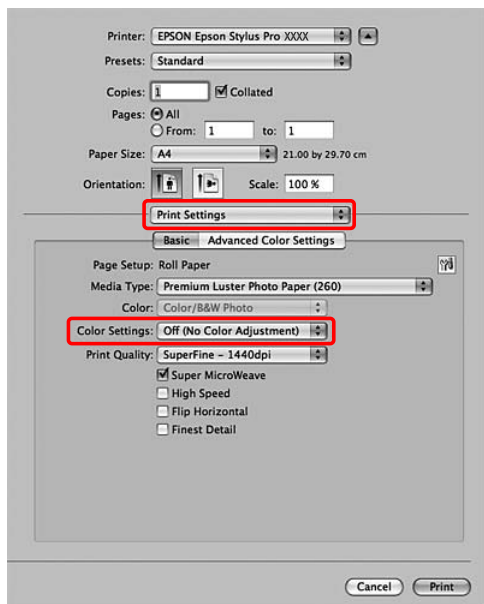 Printer: EPSON Epson Stylus Pro XXXX
Presets: Standard
Copies: 1 Collated
Pages: All
From: 1 to: 1
Paper Size: A4 21.00 by 29.70 cm
Orientation: Scale: 100 %
Print Settings
Basic Advanced Color Settings
Page Setup: Roll Paper
Media Type: Premium Luster Photo Paper (260)
Color: Color/B&W Photo
Color Settings: Off (No Color Adjustment)
Print Quality: SuperFine - 1440dpi
Super MicroWeave
High Speed
Flip Horizontal
Finest Detail
Cancel Print